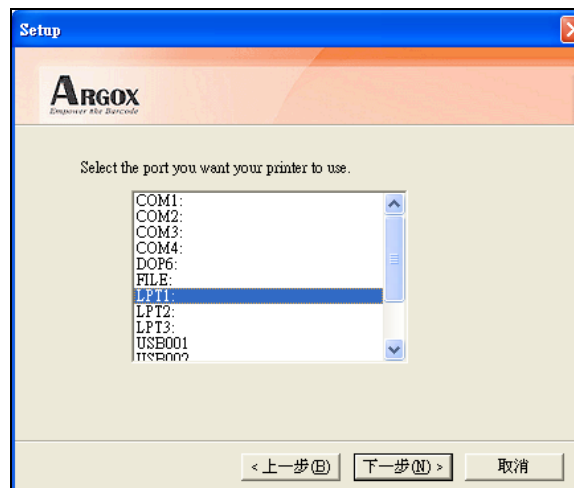 Setup
ARGOX
Empower the Barcode
Select the port you want your printer to use.
COM1:
COM2:
COM3:
COM4:
DOP6:
FILE:
LPT1:
LPT2:
LPT3:
USB001
USB002
< 上一步(B)
下一步(N) >
取消